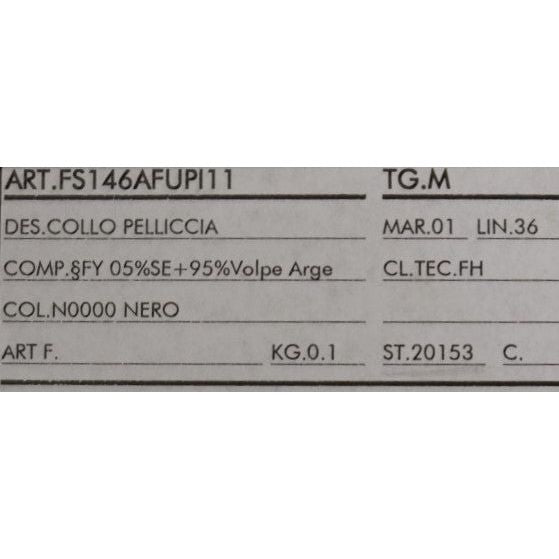 ART.FS146AFUPI11 TG.M
DES.COLLO PELLICCIA MAR.01 LIN.36
COMP.§FY 05%SE+95%Volpe Arge CL.TEC.FH
COL.N0000 NERO
ART F. KG.0.1 ST.20153 C.